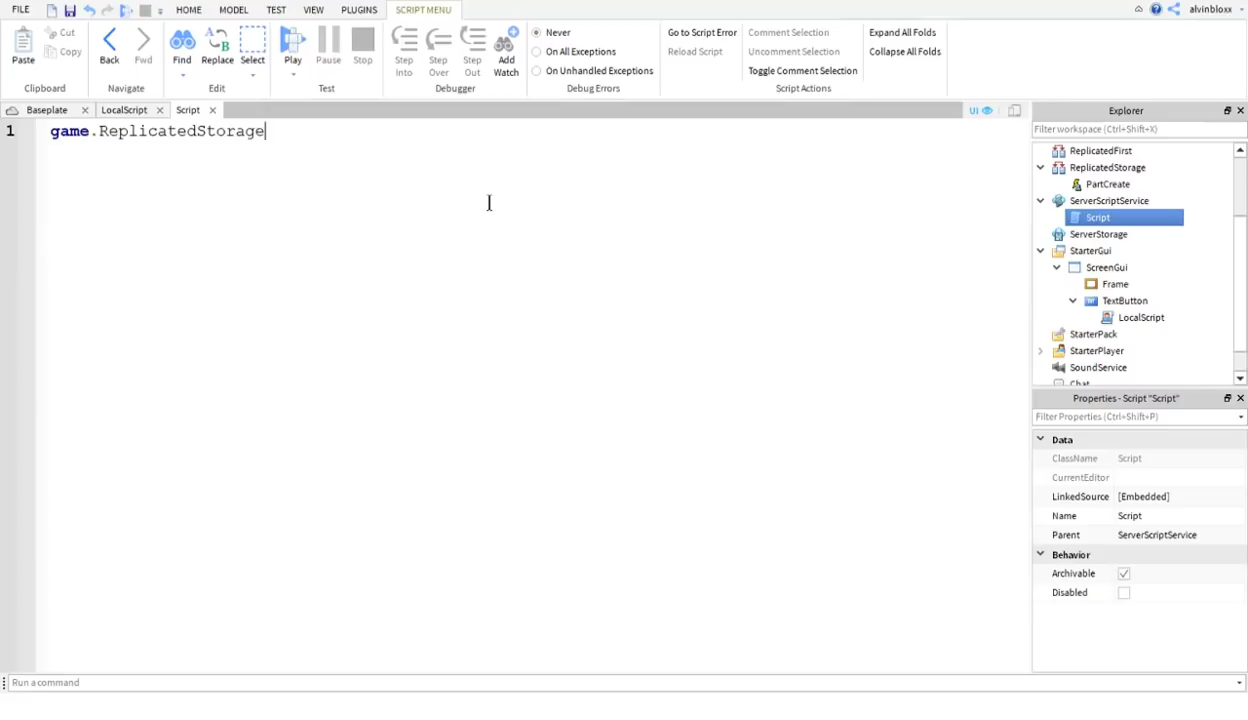 FILE HOME MODEL TEST VIEW PLUGINS SCRIPT MENU alvinbloxx
Paste Cut Copy
Back Fwd
Find Replace Select
Play Pause Stop
Step Into Step Over Step Out Add Watch
Never
On All Exceptions
On Unhandled Exceptions
Go to Script Error
Reload Script
Comment Selection
Uncomment Selection
Toggle Comment Selection
Expand All Folds
Collapse All Folds
Clipboard Navigate Edit Test Debugger Debug Errors Script Actions
Baseplate LocalScript Script UI
1 game.ReplicatedStorage
Explorer
Filter workspace (Ctrl+Shift+X)
ReplicatedFirst
ReplicatedStorage
PartCreate
ServerScriptService
Script
ServerStorage
StarterGui
ScreenGui
Frame
TextButton
LocalScript
StarterPack
StarterPlayer
SoundService
Chat
Properties - Script "Script"
Filter Properties (Ctrl+Shift+P)
Data
ClassName Script
CurrentEditor
LinkedSource [Embedded]
Name Script
Parent ServerScriptService
Behavior
Archivable
Disabled
Run a command